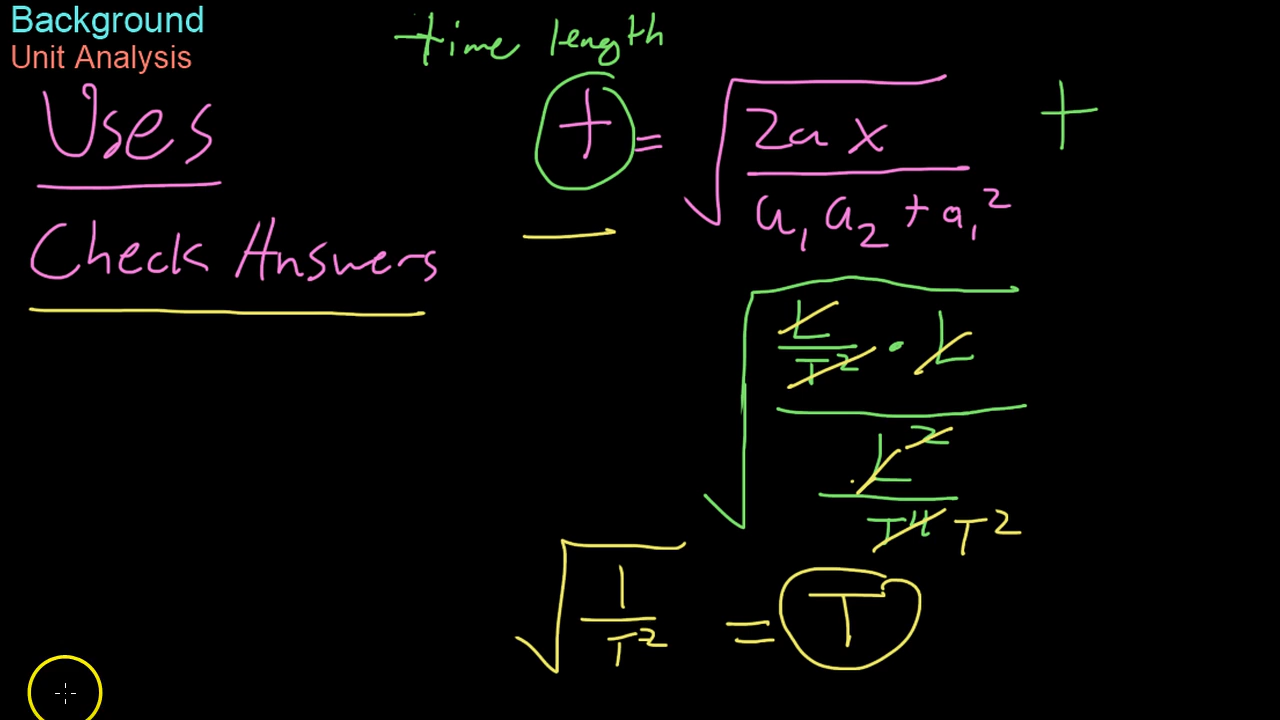 Background
Unit Analysis
time length
Uses
t = √(2ax / (a₁a₂ + a₁²))
t
Check Answers
√((L/T² · L) / (L²/T⁴)) T²
√(1/T²) = T